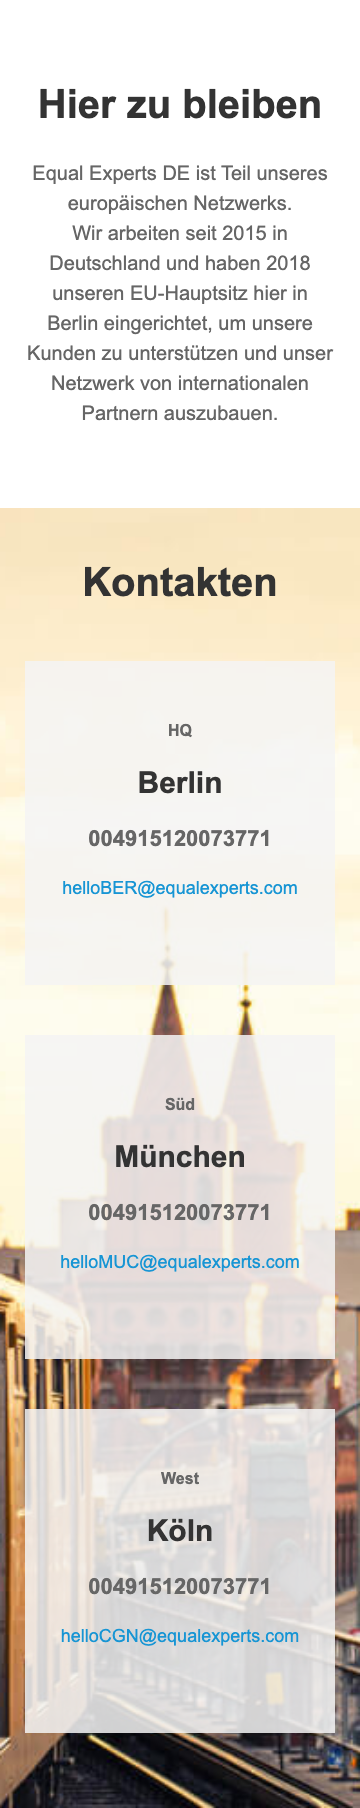 Hier zu bleiben
Equal Experts DE ist Teil unseres
europäischen Netzwerks.
Wir arbeiten seit 2015 in
Deutschland und haben 2018
unseren EU-Hauptsitz hier in
Berlin eingerichtet, um unsere
Kunden zu unterstützen und unser
Netzwerk von internationalen
Partnern auszubauen.
Kontakten
HQ
Berlin
004915120073771
helloBER@equalexperts.com
Süd
München
004915120073771
helloMUC@equalexperts.com
West
Köln
004915120073771
helloCGN@equalexperts.com